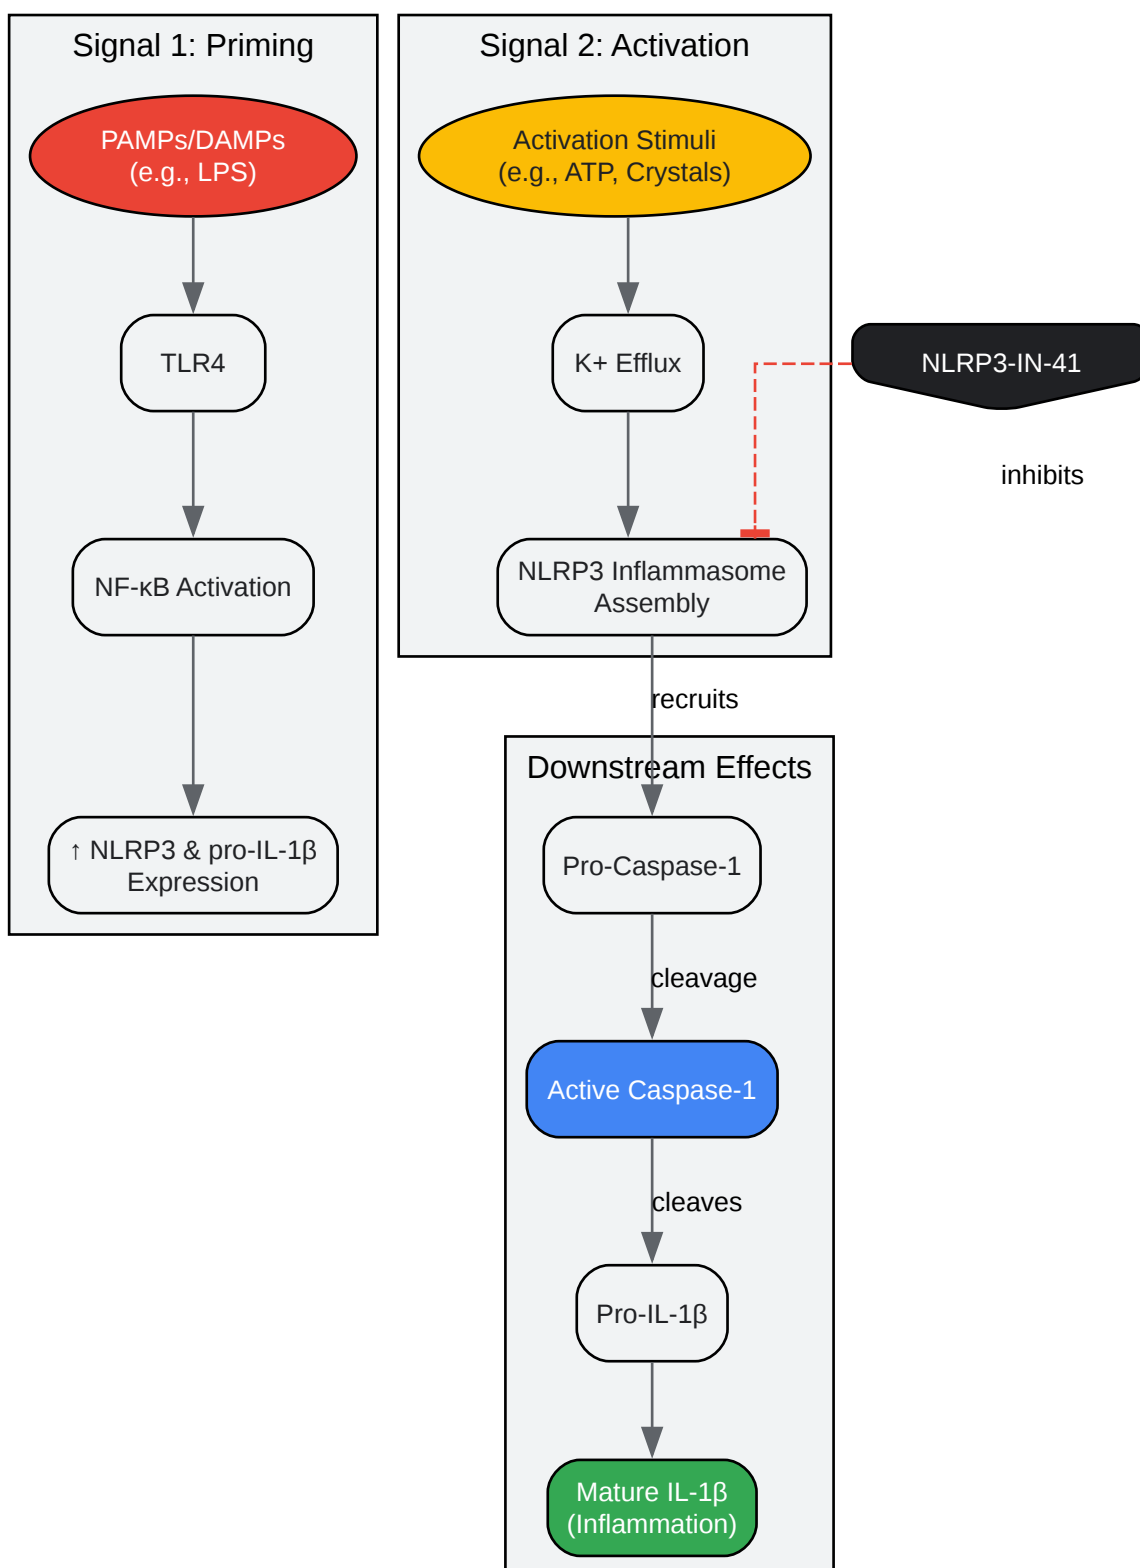 Signal 1: Priming
PAMPs/DAMPs
(e.g., LPS)
TLR4
NF-κB Activation
↑ NLRP3 & pro-IL-1β
Expression
Signal 2: Activation
Activation Stimuli
(e.g., ATP, Crystals)
K+ Efflux
NLRP3 Inflammasome
Assembly
NLRP3-IN-41
inhibits
recruits
Downstream Effects
Pro-Caspase-1
cleavage
Active Caspase-1
cleaves
Pro-IL-1β
Mature IL-1β
(Inflammation)